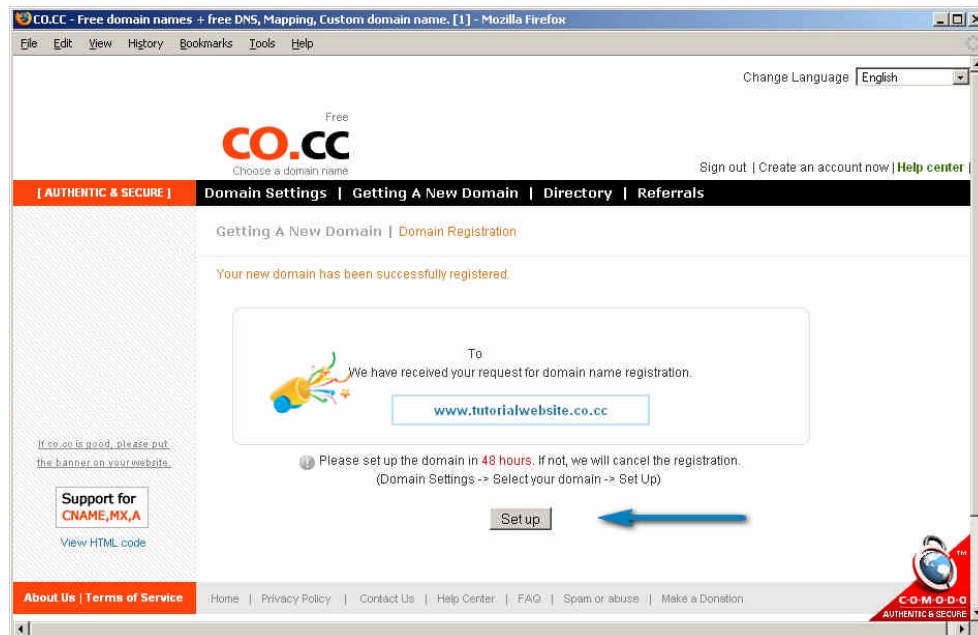 CO.CC - Free domain names + free DNS, Mapping, Custom domain name. [1] - Mozilla Firefox
File Edit View History Bookmarks Tools Help
Change Language English
Free
co.cc
Choose a domain name
Sign out | Create an account now | Help center |
[ AUTHENTIC & SECURE ] Domain Settings | Getting A New Domain | Directory | Referrals
Getting A New Domain | Domain Registration
Your new domain has been successfully registered.
To
We have received your request for domain name registration.
www.tutorialwebsite.co.cc
If co.cc is good, please put
the banner on your website.
Please set up the domain in 48 hours. If not, we will cancel the registration.
(Domain Settings -> Select your domain -> Set Up)
Support for
CNAME,MX,A
View HTML code
Set up
About Us | Terms of Service Home | Privacy Policy | Contact Us | Help Center | FAQ | Spam or abuse | Make a Donation
TM
C·O·M·O·D·O
AUTHENTIC & SECURE